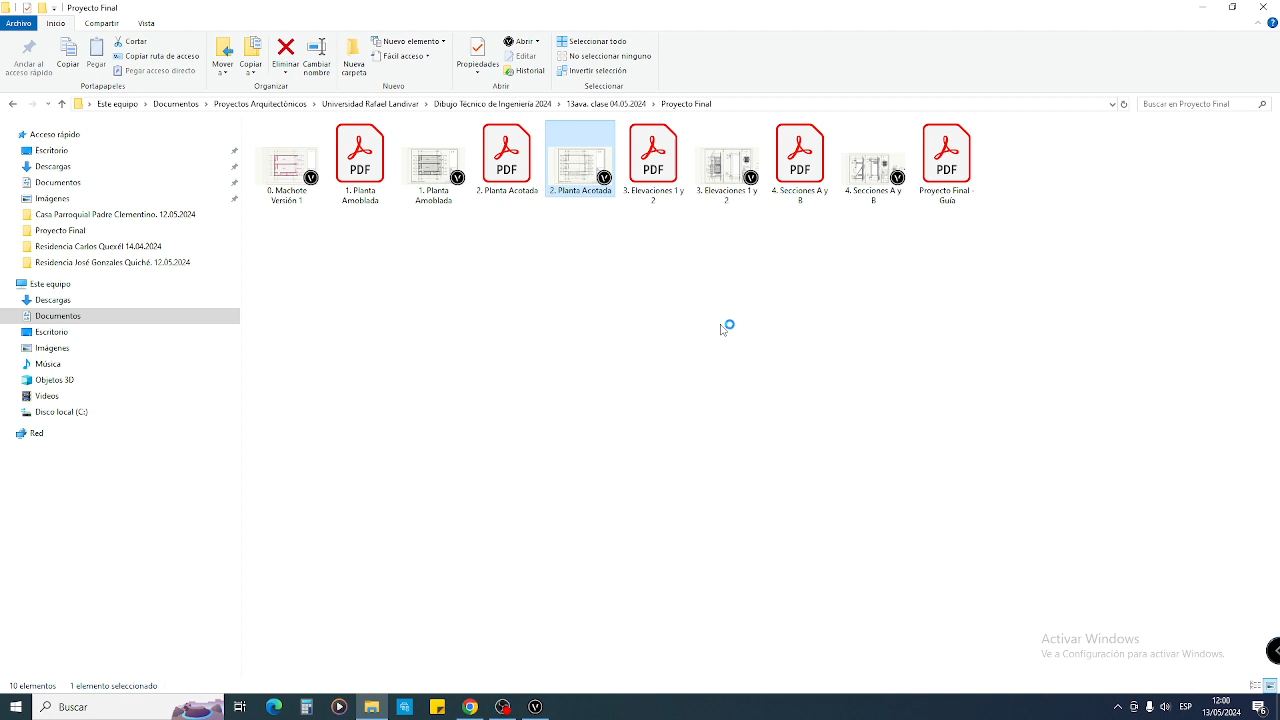 Proyecto Final
Archivo Inicio Compartir Vista
Anclar al acceso rápido
Copiar
Pegar
Cortar
Copiar ruta de acceso
Pegar acceso directo
Mover a
Copiar a
Eliminar
Cambiar nombre
Nueva carpeta
Nuevo elemento
Fácil acceso
Propiedades
Abrir
Editar
Historial
Seleccionar todo
No seleccionar ninguno
Invertir selección
Portapapeles Organizar Nuevo Abrir Seleccionar
Este equipo > Documentos > Proyectos Arquitectónicos > Universidad Rafael Landivar > Dibujo Técnico de Ingeniería 2024 > 13ava. clase 04.05.2024 > Proyecto Final
Buscar en Proyecto Final
Acceso rápido
Escritorio
Descargas
Documentos
Imágenes
Casa Parroquial Padre Clementino. 12.05.2024
Proyecto Final
Residencia Carlos Quexél 14.04.2024
Residencia José Gonzales Quiché. 12.05.2024
Este equipo
Descargas
Documentos
Escritorio
Imágenes
Música
Objetos 3D
Videos
Disco local (C:)
Red
0. Machote Versión 1
PDF
1. Planta Amoblada
1. Planta Amoblada
PDF
2. Planta Acotada
2. Planta Acotada
PDF
3. Elevaciones 1 y 2
3. Elevaciones 1 y 2
PDF
4. Secciones A y B
4. Secciones A y B
PDF
Proyecto Final - Guía
Activar Windows
Ve a Configuración para activar Windows.
10 elementos 1 elemento seleccionado
Buscar
ESP
12:00
13/05/2024